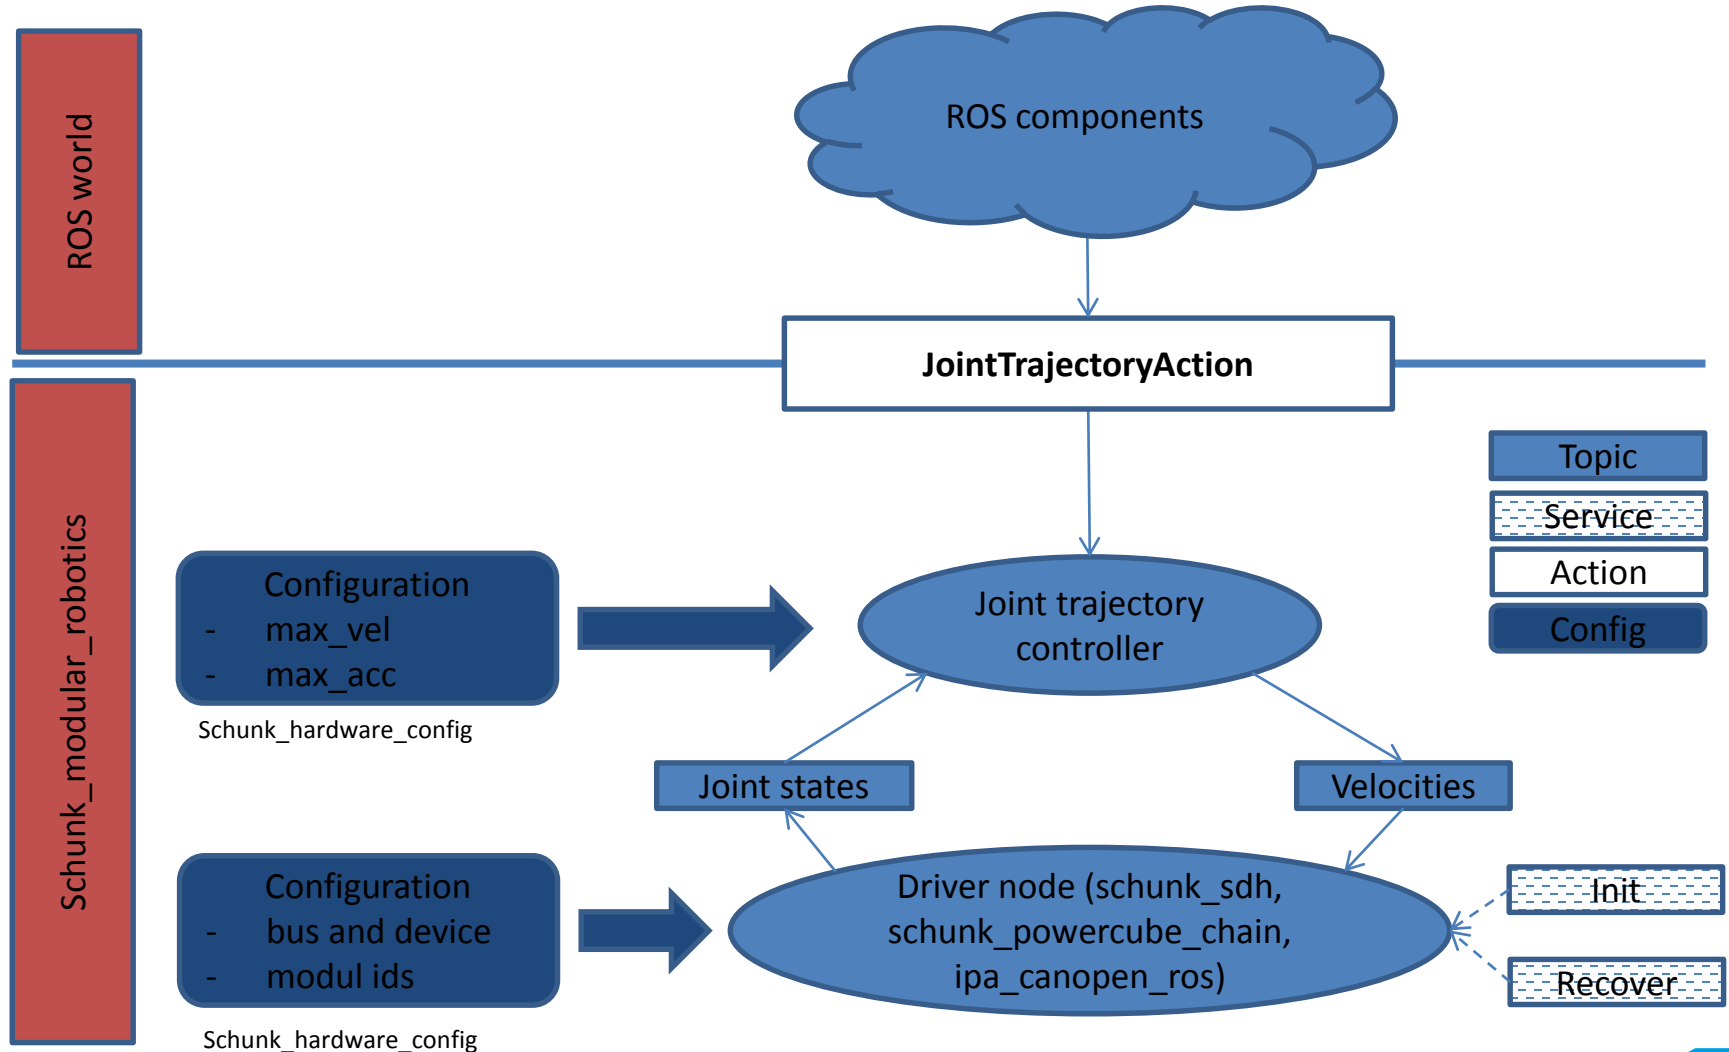 ROS world
ROS components
JointTrajectoryAction
Schunk_modular_robotics
Topic
Service
Action
Config
Configuration
- max_vel
- max_acc
Schunk_hardware_config
Joint trajectory
controller
Joint states
Velocities
Configuration
- bus and device
- modul ids
Schunk_hardware_config
Driver node (schunk_sdh,
schunk_powercube_chain,
ipa_canopen_ros)
Init
Recover